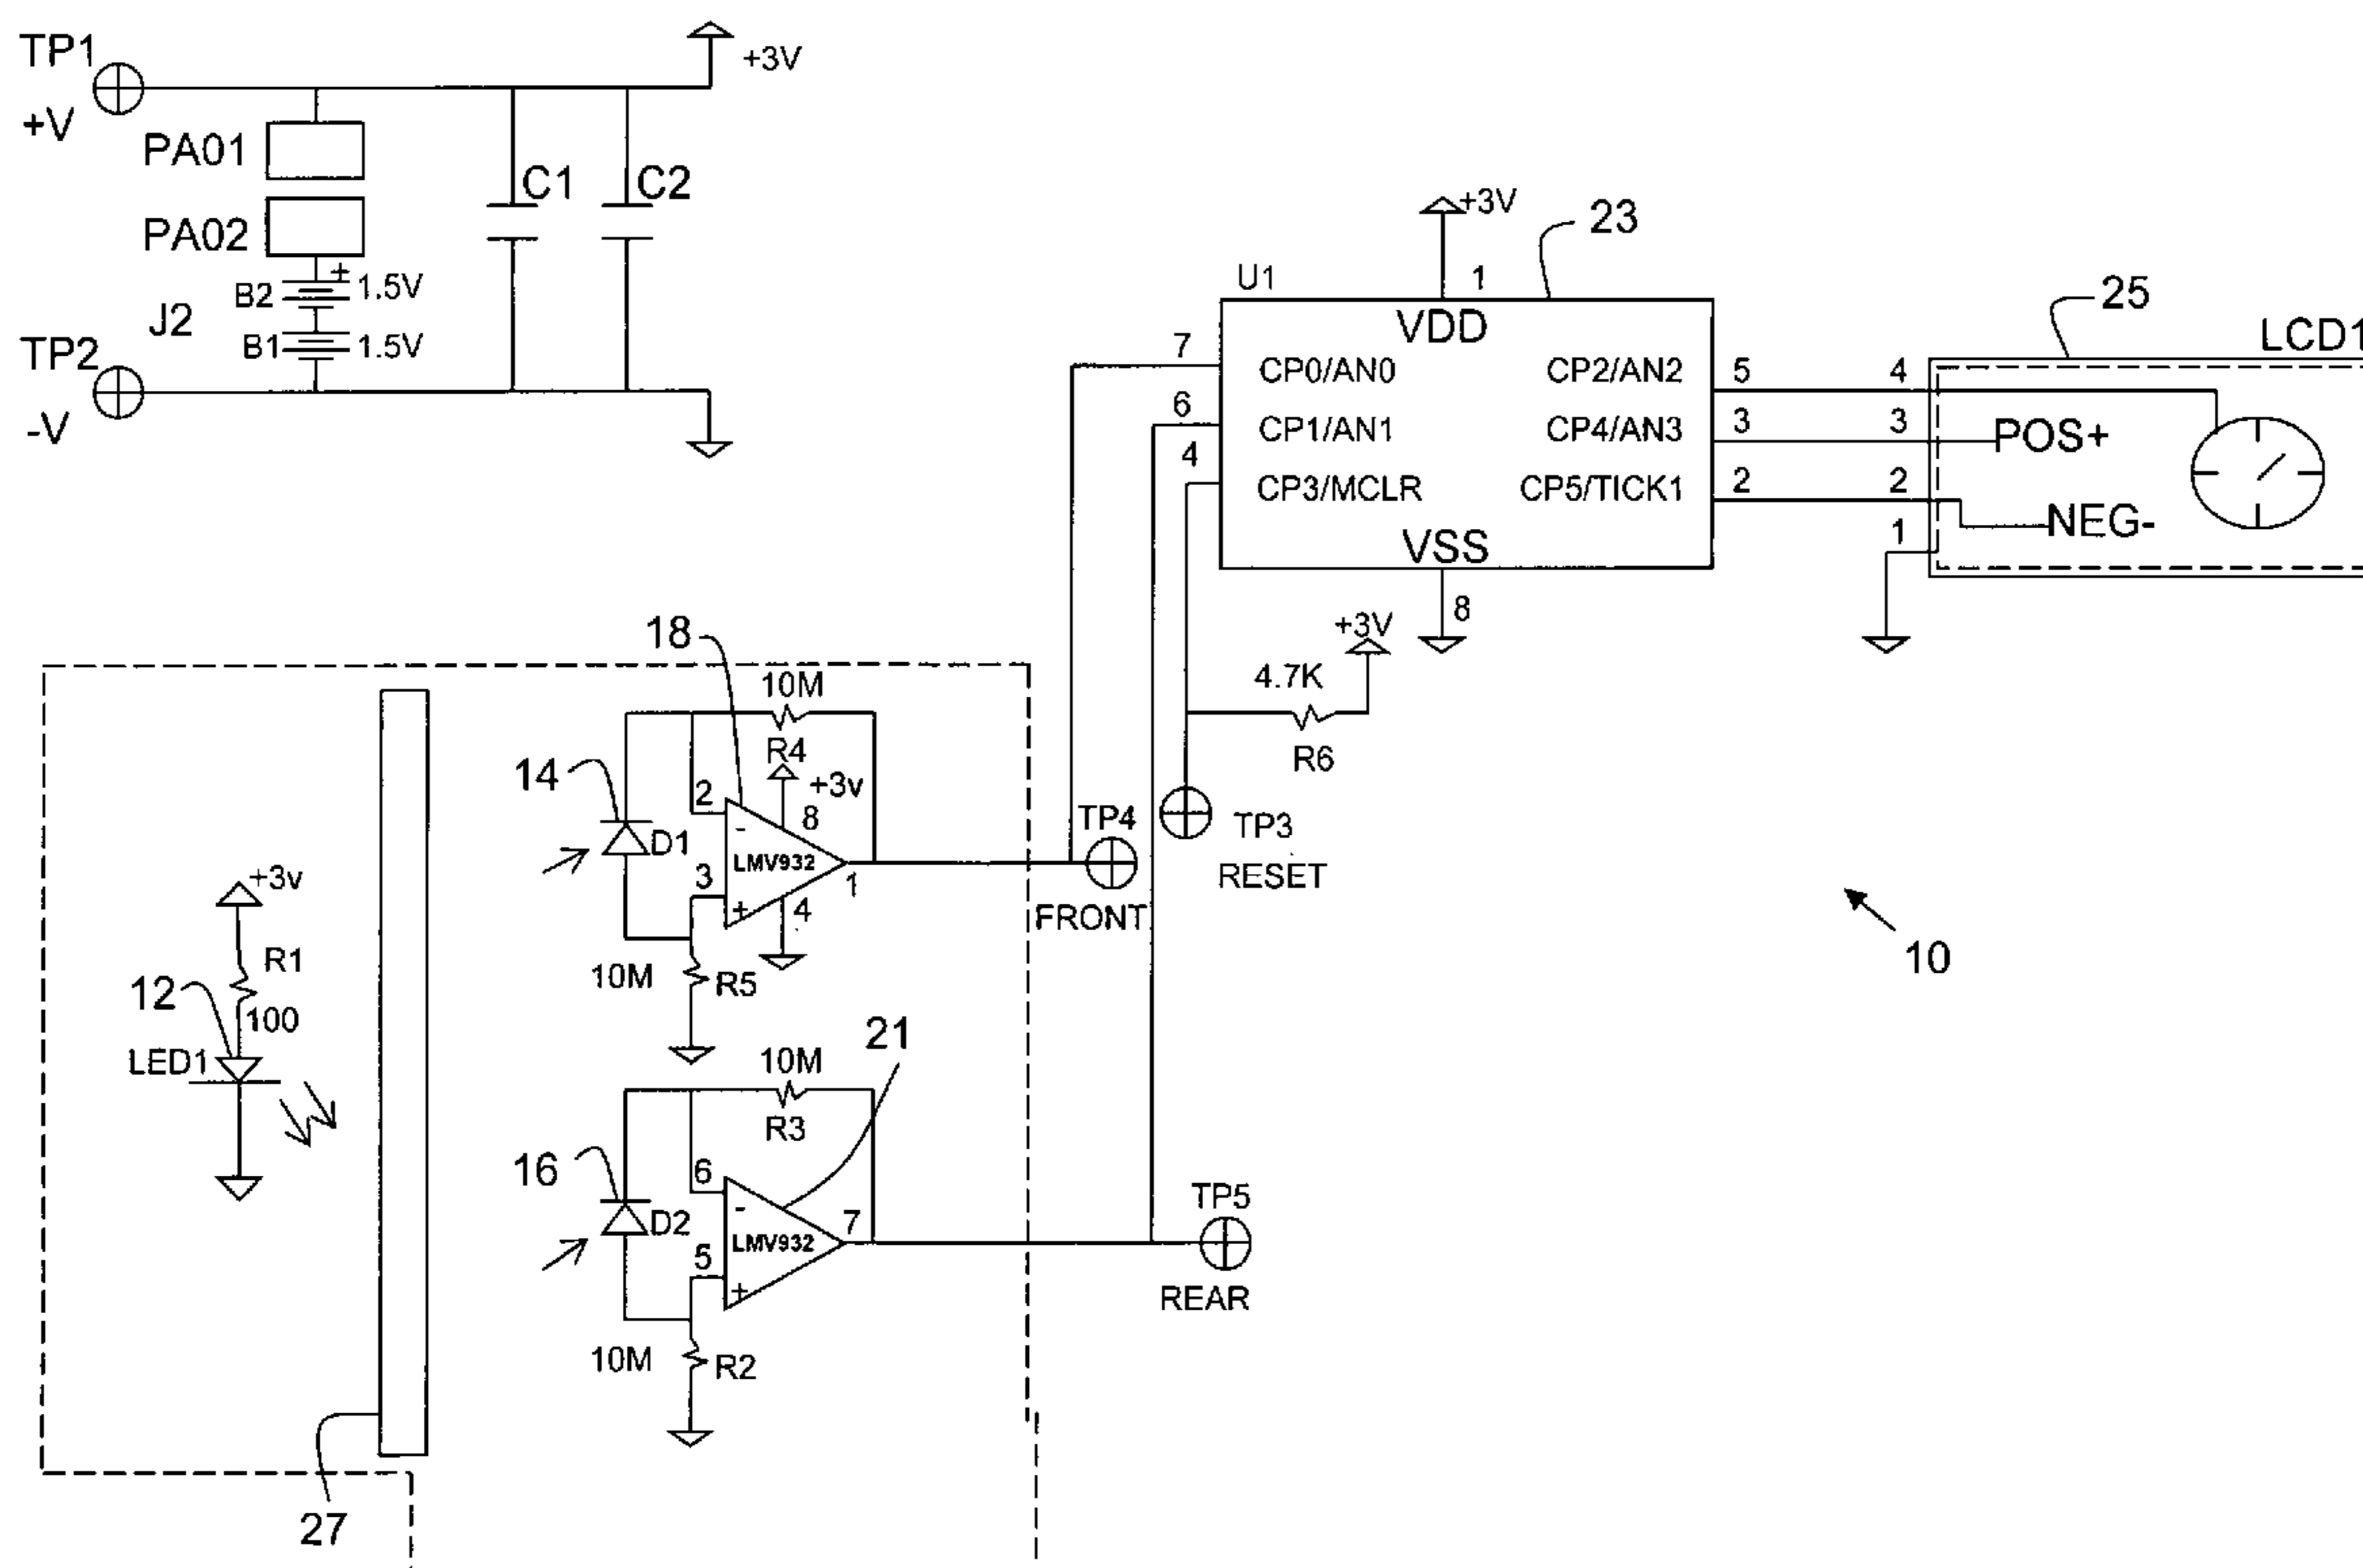 TP1
+V
+3V
PA01
C1
C2
PA02
B2
±
1.5V
J2
B1
1.5V
TP2
-V
+3V
23
U1
1
VDD
25
LCD1
7
CP0/AN0
CP2/AN2
5
4
6
CP1/AN1
CP4/AN3
3
3
POS+
4
CP3/MCLR
CP5/TICK1
2
2
NEG-
1
VSS
8
18
10M
R4
+3v
14
2
8
-
D1
LMV932
3
1
+
4
10M
R5
+3V
4.7K
R6
TP4
FRONT
TP3
RESET
10
+3v
R1
12
100
LED1
21
10M
R3
16
6
-
D2
LMV932
7
5
+
10M
R2
TP5
REAR
27